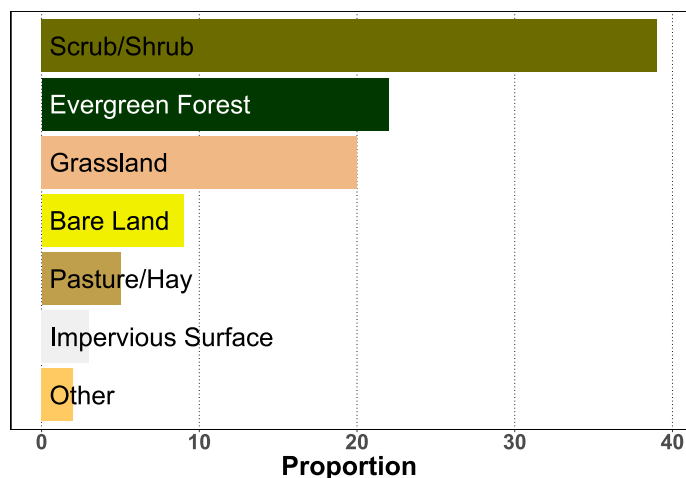 Scrub/Shrub
Evergreen Forest
Grassland
Bare Land
Pasture/Hay
Impervious Surface
Other
0 10 20 30 40
Proportion